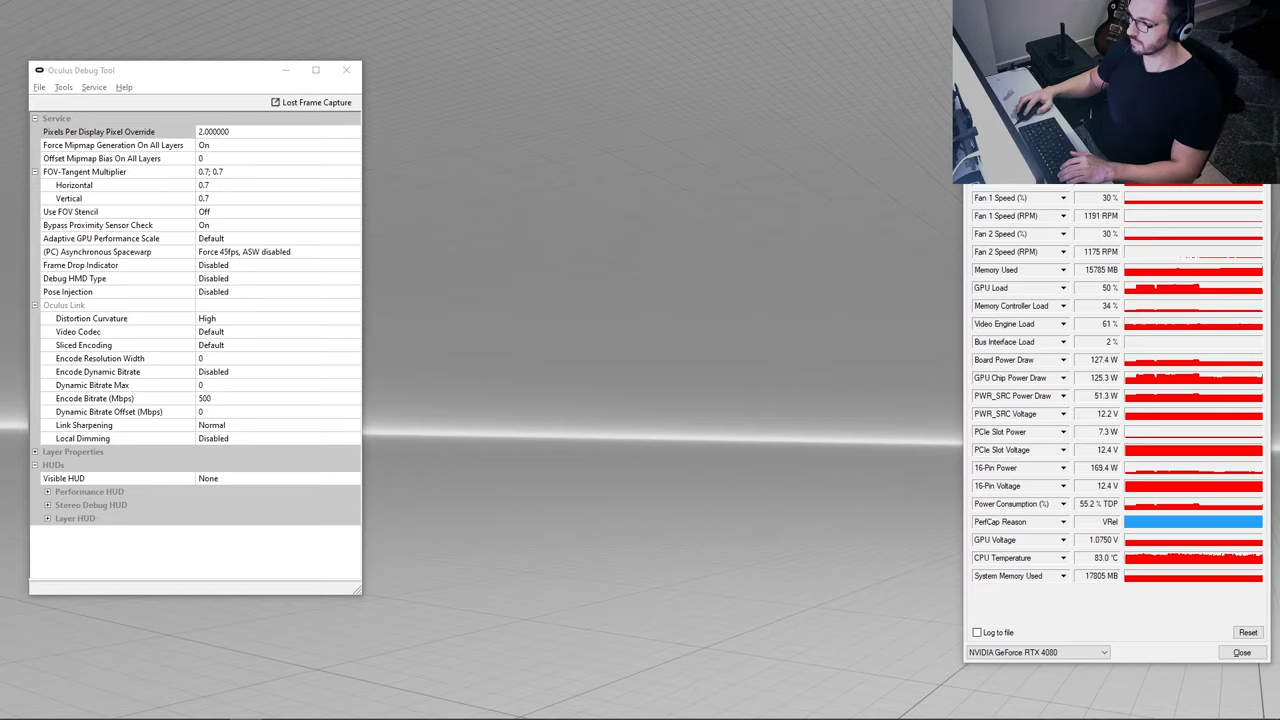 Oculus Debug Tool
File Tools Service Help
Lost Frame Capture
Service
Pixels Per Display Pixel Override 2.000000
Force Mipmap Generation On All Layers On
Offset Mipmap Bias On All Layers 0
FOV-Tangent Multiplier 0.7; 0.7
Horizontal 0.7
Vertical 0.7
Use FOV Stencil Off
Bypass Proximity Sensor Check On
Adaptive GPU Performance Scale Default
(PC) Asynchronous Spacewarp Force 45fps, ASW disabled
Frame Drop Indicator Disabled
Debug HMD Type Disabled
Pose Injection Disabled
Oculus Link
Distortion Curvature High
Video Codec Default
Sliced Encoding Default
Encode Resolution Width 0
Encode Dynamic Bitrate Disabled
Dynamic Bitrate Max 0
Encode Bitrate (Mbps) 500
Dynamic Bitrate Offset (Mbps) 0
Link Sharpening Normal
Local Dimming Disabled
Layer Properties
HUDs
Visible HUD None
Performance HUD
Stereo Debug HUD
Layer HUD
Fan 1 Speed (%) 30 %
Fan 1 Speed (RPM) 1191 RPM
Fan 2 Speed (%) 30 %
Fan 2 Speed (RPM) 1175 RPM
Memory Used 15785 MB
GPU Load 50 %
Memory Controller Load 34 %
Video Engine Load 61 %
Bus Interface Load 2 %
Board Power Draw 127.4 W
GPU Chip Power Draw 125.3 W
PWR_SRC Power Draw 51.3 W
PWR_SRC Voltage 12.2 V
PCIe Slot Power 7.3 W
PCIe Slot Voltage 12.4 V
16-Pin Power 169.4 W
16-Pin Voltage 12.4 V
Power Consumption (%) 55.2 % TDP
PerfCap Reason VRel
GPU Voltage 1.0750 V
CPU Temperature 83.0 °C
System Memory Used 17805 MB
Log to file
Reset
NVIDIA GeForce RTX 4080
Close